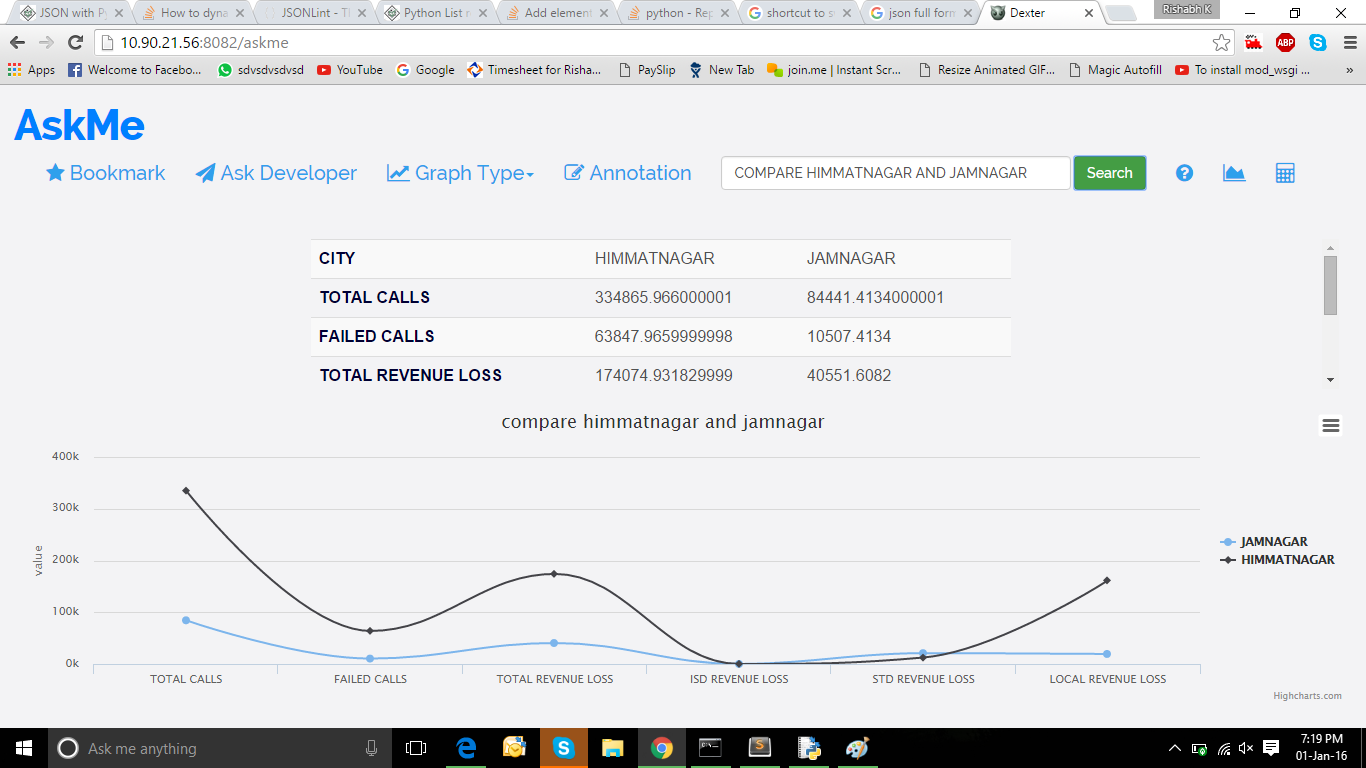 JSON with Py
How to dyna
JSONLint - Th
Python List r
Add element
python - Rep
shortcut to sv
json full form
Dexter
Rishabh K
10.90.21.56:8082/askme
Apps Welcome to Facebo... sdvsdvsdvsd YouTube Google Timesheet for Risha... PaySlip New Tab join.me | Instant Scr... Resize Animated GIF... Magic Autofill To install mod_wsgi ... »
ABP
AskMe
Bookmark Ask Developer Graph Type Annotation COMPARE HIMMATNAGAR AND JAMNAGAR Search ?
CITY HIMMATNAGAR JAMNAGAR
TOTAL CALLS 334865.966000001 84441.4134000001
FAILED CALLS 63847.9659999998 10507.4134
TOTAL REVENUE LOSS 174074.931829999 40551.6082
compare himmatnagar and jamnagar
400k
300k
200k
100k
0k
value
JAMNAGAR
HIMMATNAGAR
TOTAL CALLS FAILED CALLS TOTAL REVENUE LOSS ISD REVENUE LOSS STD REVENUE LOSS LOCAL REVENUE LOSS
Highcharts.com
Ask me anything
7:19 PM
01-Jan-16